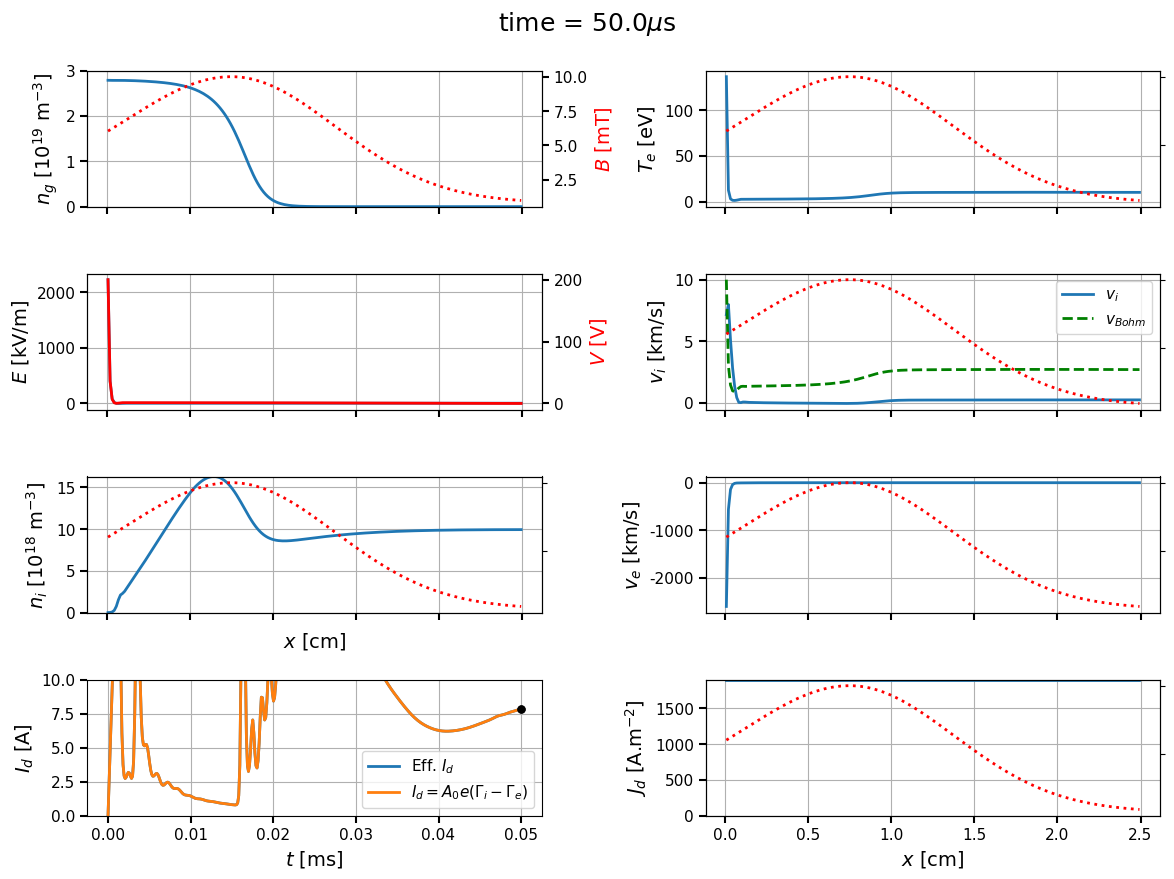 time = 50.0μs
n_g [10^19 m^−3]
3
2
1
0
10.0
7.5
5.0
2.5
B [mT]
T_e [eV]
100
50
0
E [kV/m]
2000
1000
0
200
100
0
V [V]
v_i [km/s]
10
5
0
v_i
v_Bohm
n_i [10^18 m^−3]
15
10
5
0
x [cm]
v_e [km/s]
0
-1000
-2000
I_d [A]
10.0
7.5
5.0
2.5
0.0
Eff. I_d
I_d = A_0e(Γ_i − Γ_e)
0.00 0.01 0.02 0.03 0.04 0.05
t [ms]
J_d [A.m^−2]
1500
1000
500
0
0.0 0.5 1.0 1.5 2.0 2.5
x [cm]